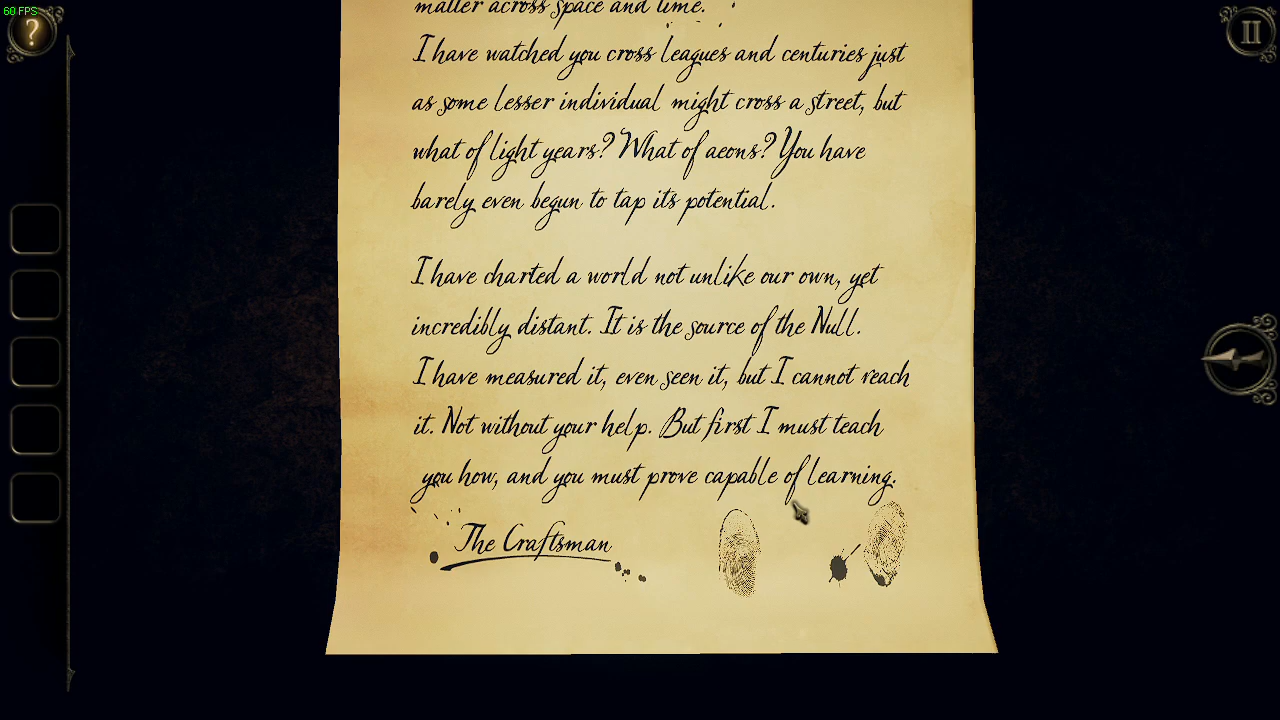 60 FPS
?
matter across space and time.
I have watched you cross leagues and centuries just
as some lesser individual might cross a street, but
what of light years? What of aeons? You have
barely even begun to tap its potential.
I have charted a world not unlike our own, yet
incredibly distant. It is the source of the Null.
I have measured it, even seen it, but I cannot reach
it. Not without your help. But first I must teach
you how, and you must prove capable of learning.
The Craftsman